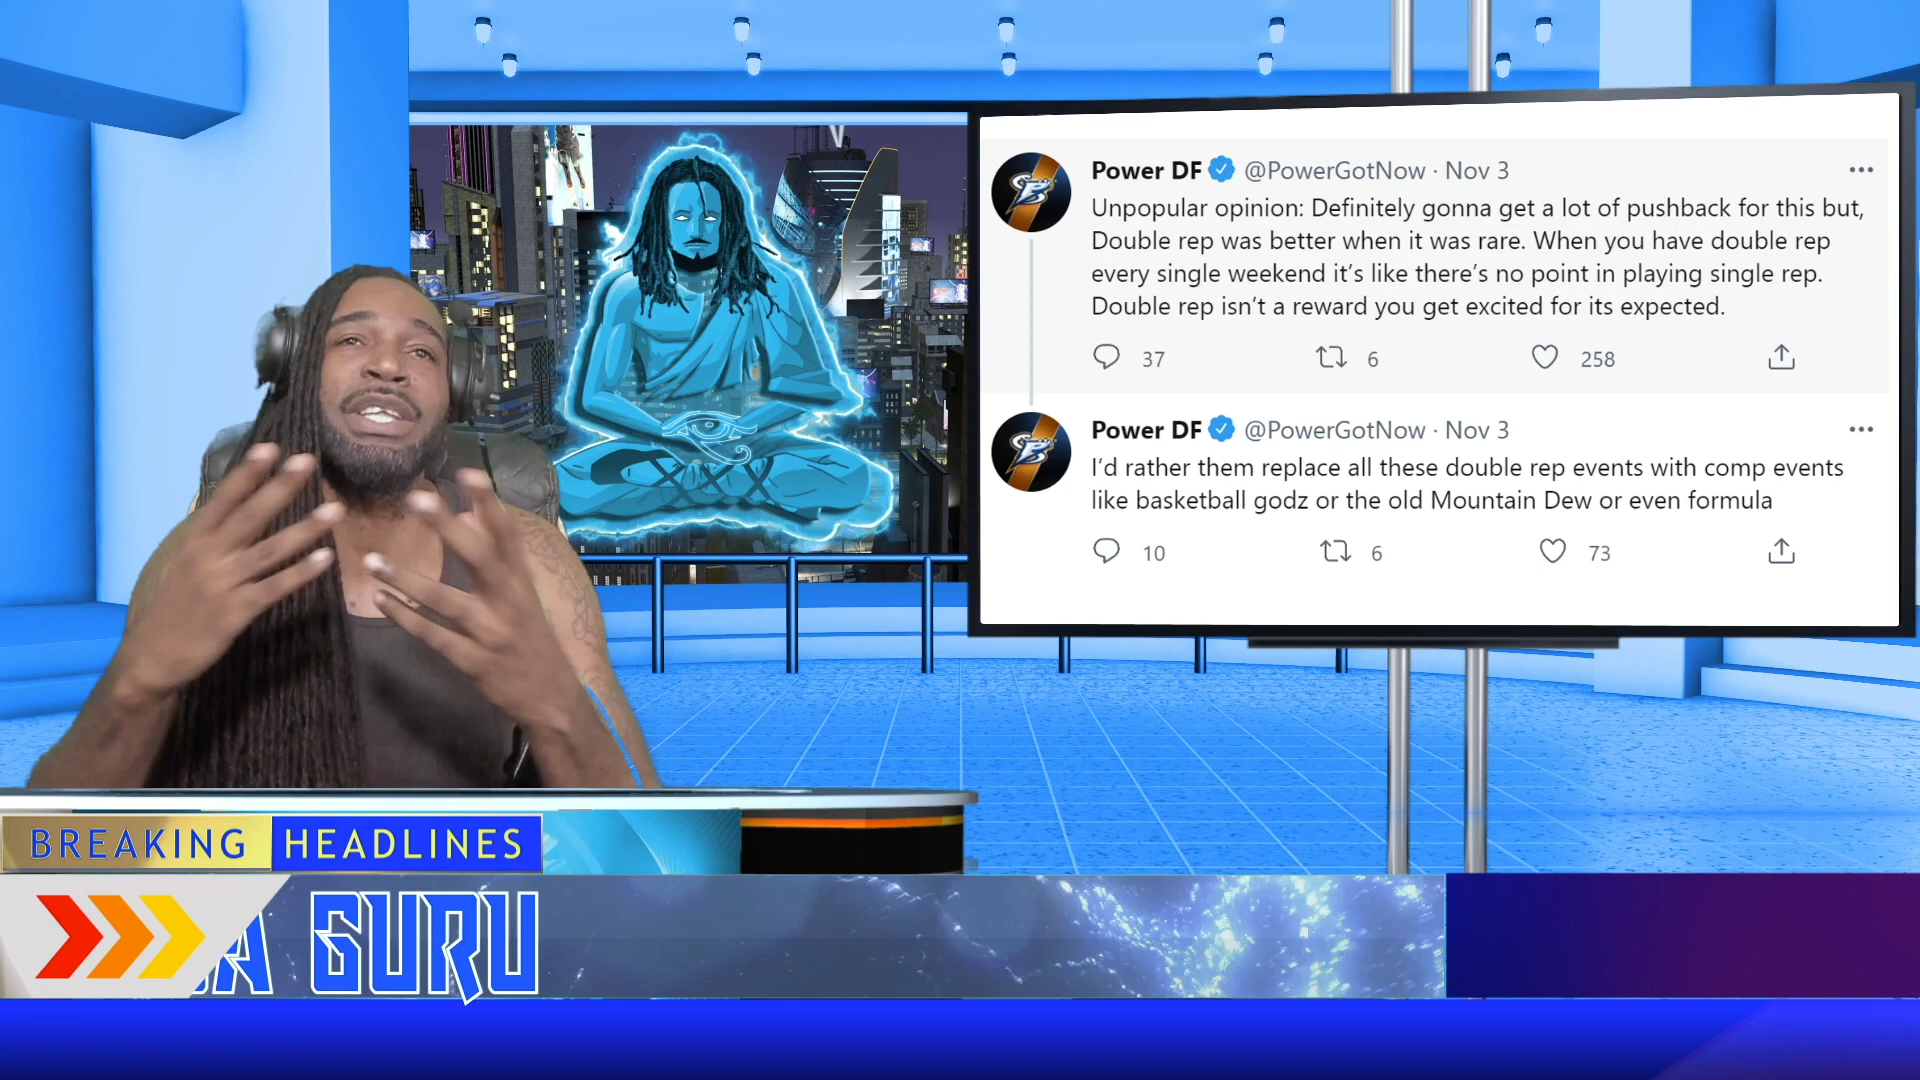 Power DF @PowerGotNow · Nov 3
Unpopular opinion: Definitely gonna get a lot of pushback for this but,
Double rep was better when it was rare. When you have double rep
every single weekend it's like there's no point in playing single rep.
Double rep isn't a reward you get excited for its expected.
37 6 258
Power DF @PowerGotNow · Nov 3
I'd rather them replace all these double rep events with comp events
like basketball godz or the old Mountain Dew or even formula
10 6 73
BREAKING HEADLINES
GURU